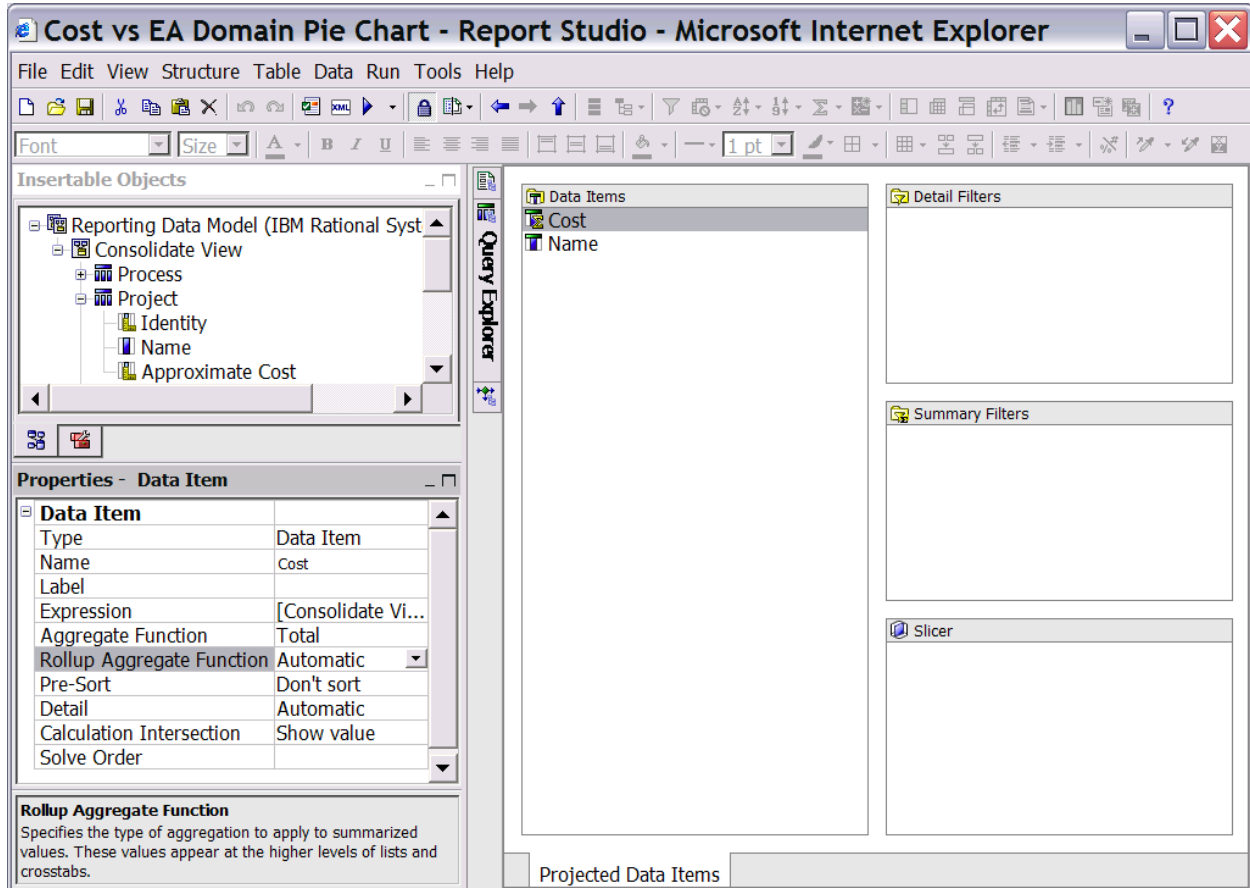 Cost vs EA Domain Pie Chart - Report Studio - Microsoft Internet Explorer
File Edit View Structure Table Data Run Tools Help
XML
?
Font Size A B I U 1 pt
Insertable Objects
Reporting Data Model (IBM Rational Syst
Consolidate View
Process
Project
Identity
Name
Approximate Cost
Query Explorer
Properties - Data Item
Data Item
Type Data Item
Name Cost
Label
Expression [Consolidate Vi...
Aggregate Function Total
Rollup Aggregate Function Automatic
Pre-Sort Don't sort
Detail Automatic
Calculation Intersection Show value
Solve Order
Rollup Aggregate Function
Specifies the type of aggregation to apply to summarized
values. These values appear at the higher levels of lists and
crosstabs.
Data Items
Cost
Name
Detail Filters
Summary Filters
Slicer
Projected Data Items